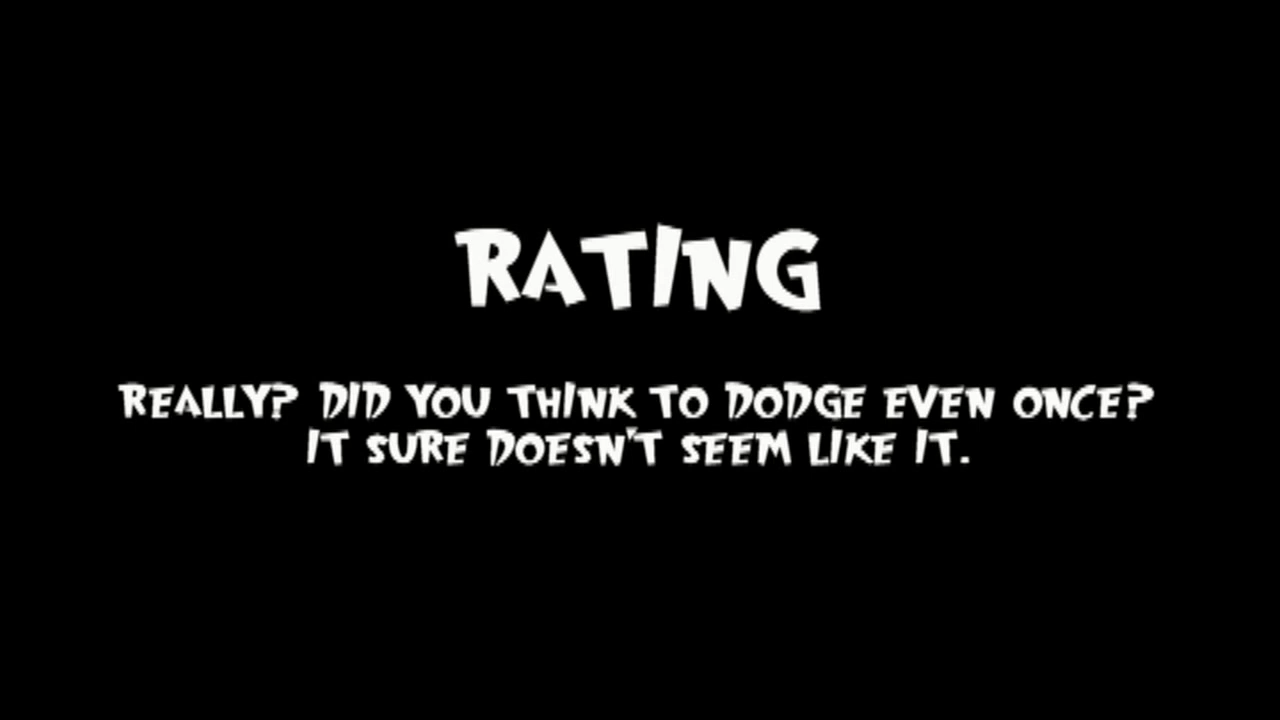 RATING
REALLY? DID YOU THINK TO DODGE EVEN ONCE?
IT SURE DOESN'T SEEM LIKE IT.